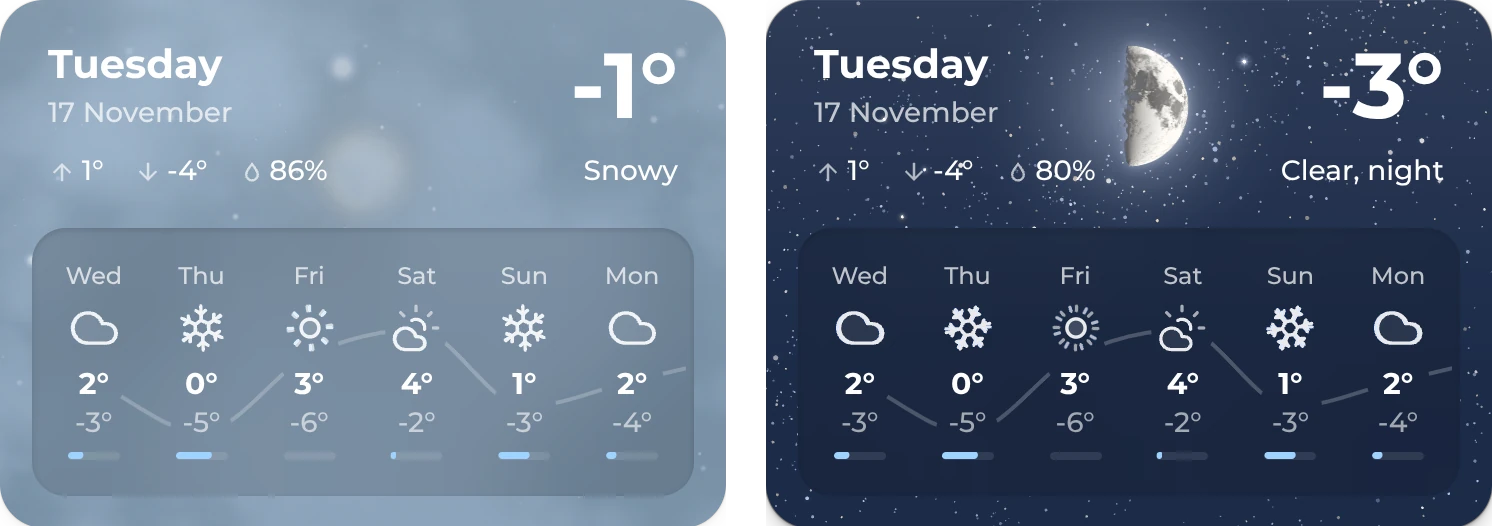 Tuesday
-1°
17 November
1° -4° 86%
Snowy
Wed Thu Fri Sat Sun Mon
2° 0° 3° 4° 1° 2°
-3° -5° -6° -2° -3° -4°
Tuesday
-3°
17 November
1° -4° 80%
Clear, night
Wed Thu Fri Sat Sun Mon
2° 0° 3° 4° 1° 2°
-3° -5° -6° -2° -3° -4°